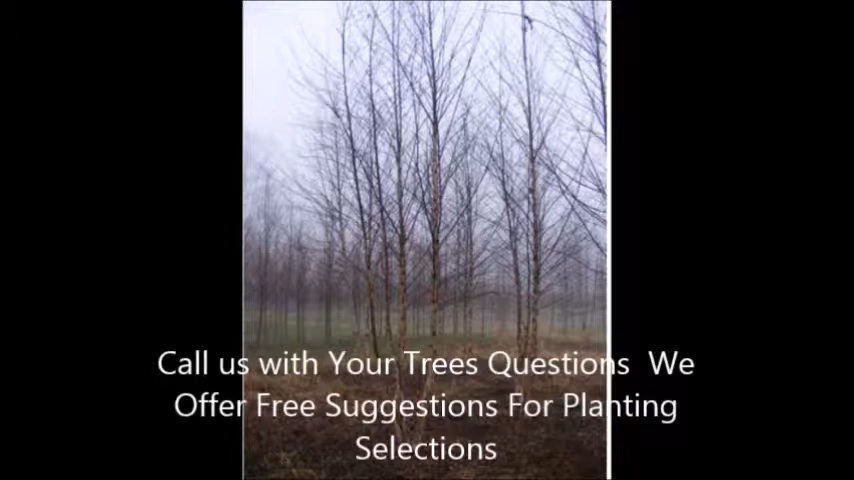 Call us with Your Trees Questions  We
Offer Free Suggestions For Planting
Selections